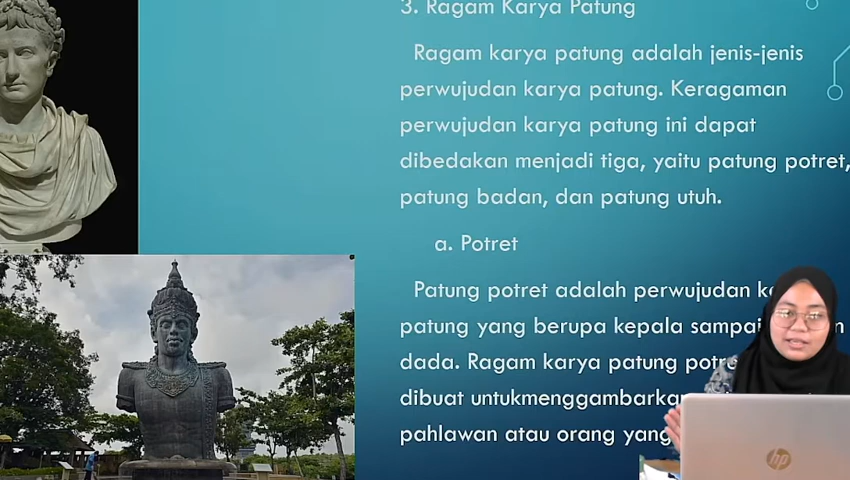 3. Ragam Karya Patung
Ragam karya patung adalah jenis-jenis
perwujudan karya patung. Keragaman
perwujudan karya patung ini dapat
dibedakan menjadi tiga, yaitu patung potret,
patung badan, dan patung utuh.
a. Potret
Patung potret adalah perwujudan
patung yang berupa kepala sampai
dada. Ragam karya patung
dibuat untukmenggambarkan
pahlawan atau orang yang
hp